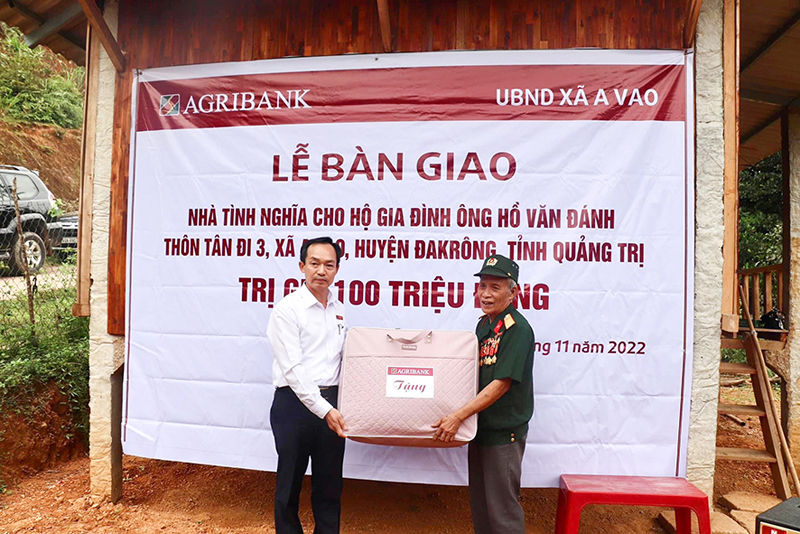 AGRIBANK
UBND XÃ A VAO
LỄ BÀN GIAO
NHÀ TÌNH NGHĨA CHO HỘ GIA ĐÌNH ÔNG HỒ VĂN ĐÁNH
THÔN TÂN ĐI 3, XÃ HUYỆN ĐAKRÔNG, TỈNH QUẢNG TRỊ
TRỊ 100 TRIỆU
11 năm 2022
AGRIBANK
Tặng